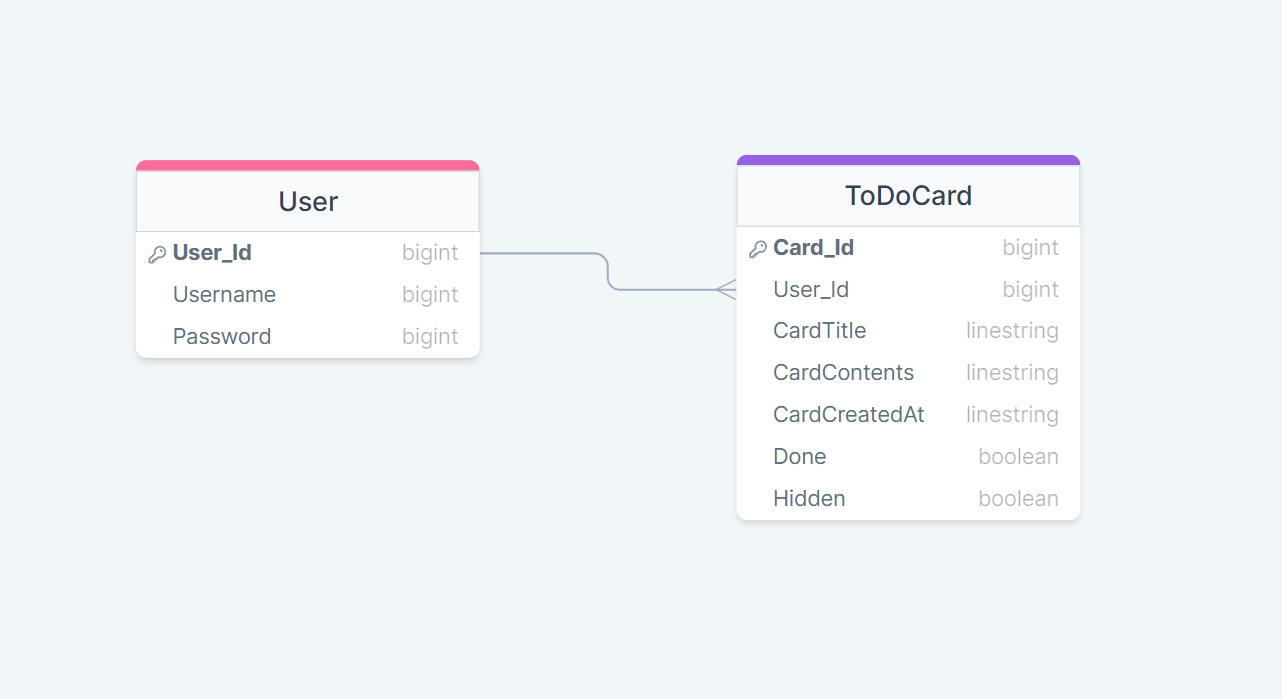 User
User_Id bigint
Username bigint
Password bigint
ToDoCard
Card_Id bigint
User_Id bigint
CardTitle linestring
CardContents linestring
CardCreatedAt linestring
Done boolean
Hidden boolean